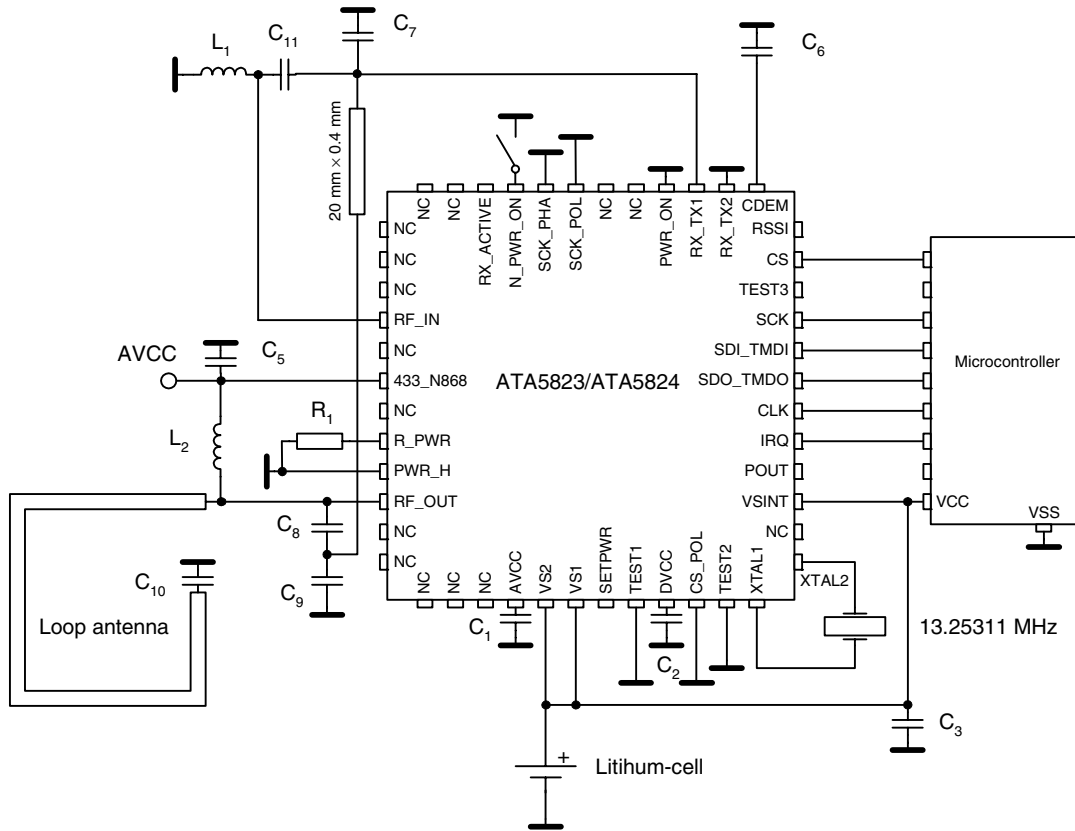 C7
C6
L1
C11
20 mm × 0.4 mm
NC
NC
RX_ACTIVE
N_PWR_ON
SCK_PHA
SCK_POL
NC
NC
PWR_ON
RX_TX1
RX_TX2
CDEM
NC
NC
NC
RF_IN
NC
433_N868
NC
R_PWR
PWR_H
RF_OUT
NC
NC
RSSI
CS
TEST3
SCK
SDI_TMDI
SDO_TMDO
CLK
IRQ
POUT
VSINT
NC
XTAL2
ATA5823/ATA5824
Microcontroller
VCC
VSS
AVCC
C5
L2
R1
C8
C9
C10
Loop antenna
NC
NC
NC
AVCC
VS2
VS1
SETPWR
TEST1
DVCC
CS_POL
TEST2
XTAL1
C1
C2
13.25311 MHz
C3
+
Litihum-cell